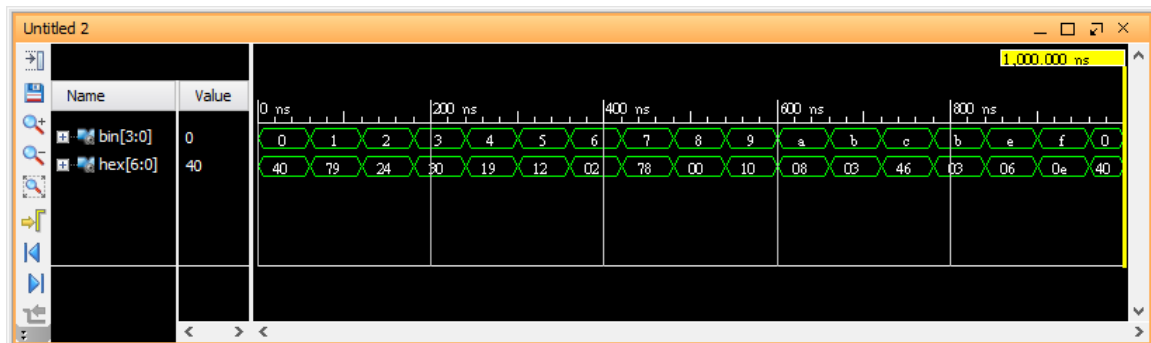 Untitled 2
1,000.000 ns
Name Value
0 ns 200 ns 400 ns 600 ns 800 ns
bin[3:0] 0 0 1 2 3 4 5 6 7 8 9 a b c b e f 0
hex[6:0] 40 40 79 24 30 19 12 02 78 00 10 08 03 46 03 06 0e 40